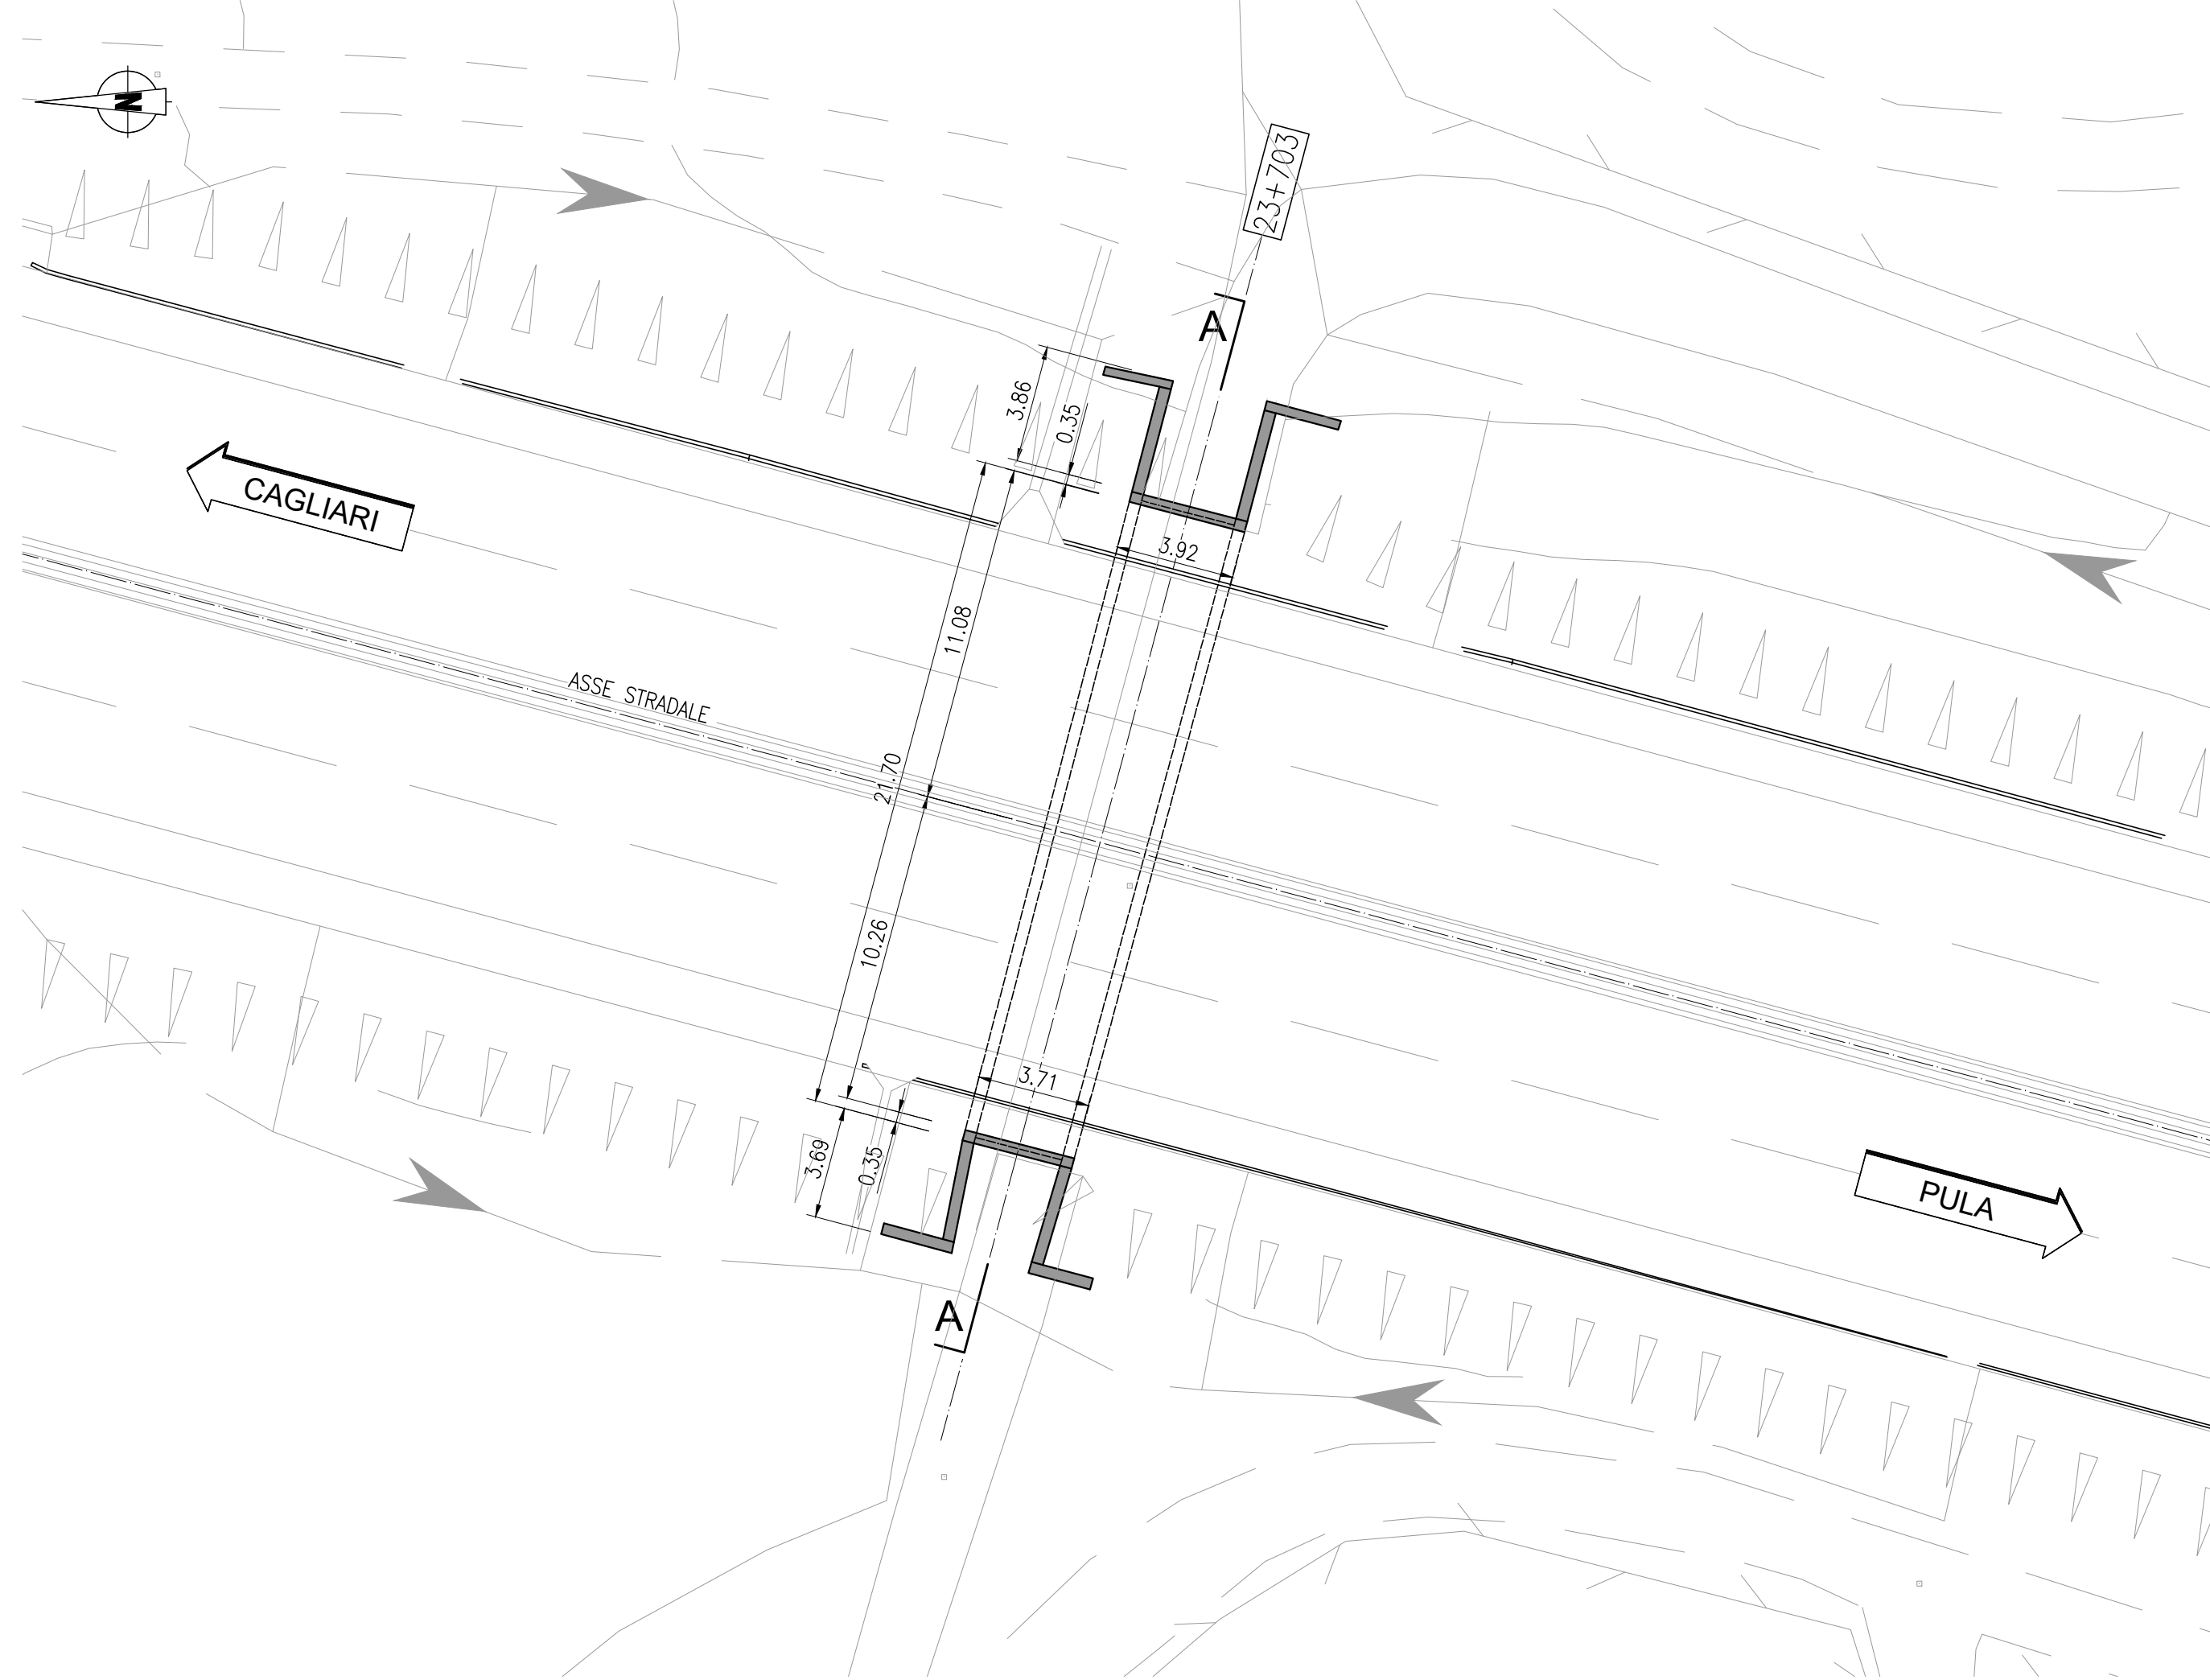 N
23+703
A
3.86
0.35
CAGLIARI
3.92
11.08
ASSE STRADALE
21.70
10.26
3.71
3.69
0.35
PULA
A